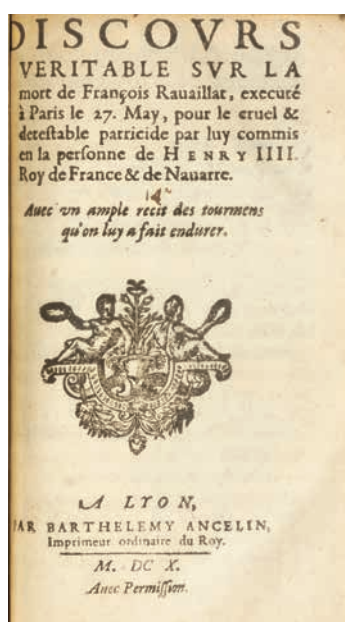 DISCOVRS
VERITABLE SVR LA
mort de François Rauaillat, executé
à Paris le 27. May, pour le cruel &
detestable parricide par luy commis
en la personne de HENRY IIII.
Roy de France & de Nauarre.
Auec vn ample recit des tourmens
qu'on luy a fait endurer.
A LYON,
PAR BARTHELEMY ANCELIN,
Imprimeur ordinaire du Roy.
M. DC X.
Auec Permission.